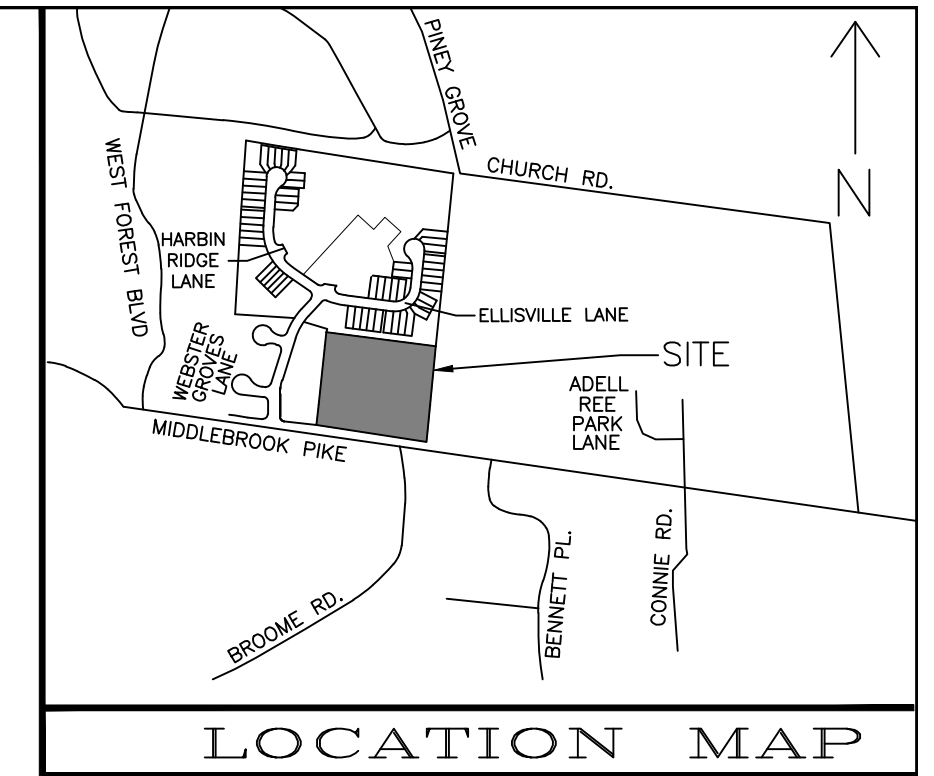 PINEY GROVE
CHURCH RD.
N
WEST FOREST BLVD
HARBIN
RIDGE
LANE
ELLISVILLE LANE
WEBSTER
GROVES
LANE
SITE
ADELL
REE
PARK
LANE
MIDDLEBROOK PIKE
BROOME RD.
BENNETT PL.
CONNIE RD.
LOCATION MAP